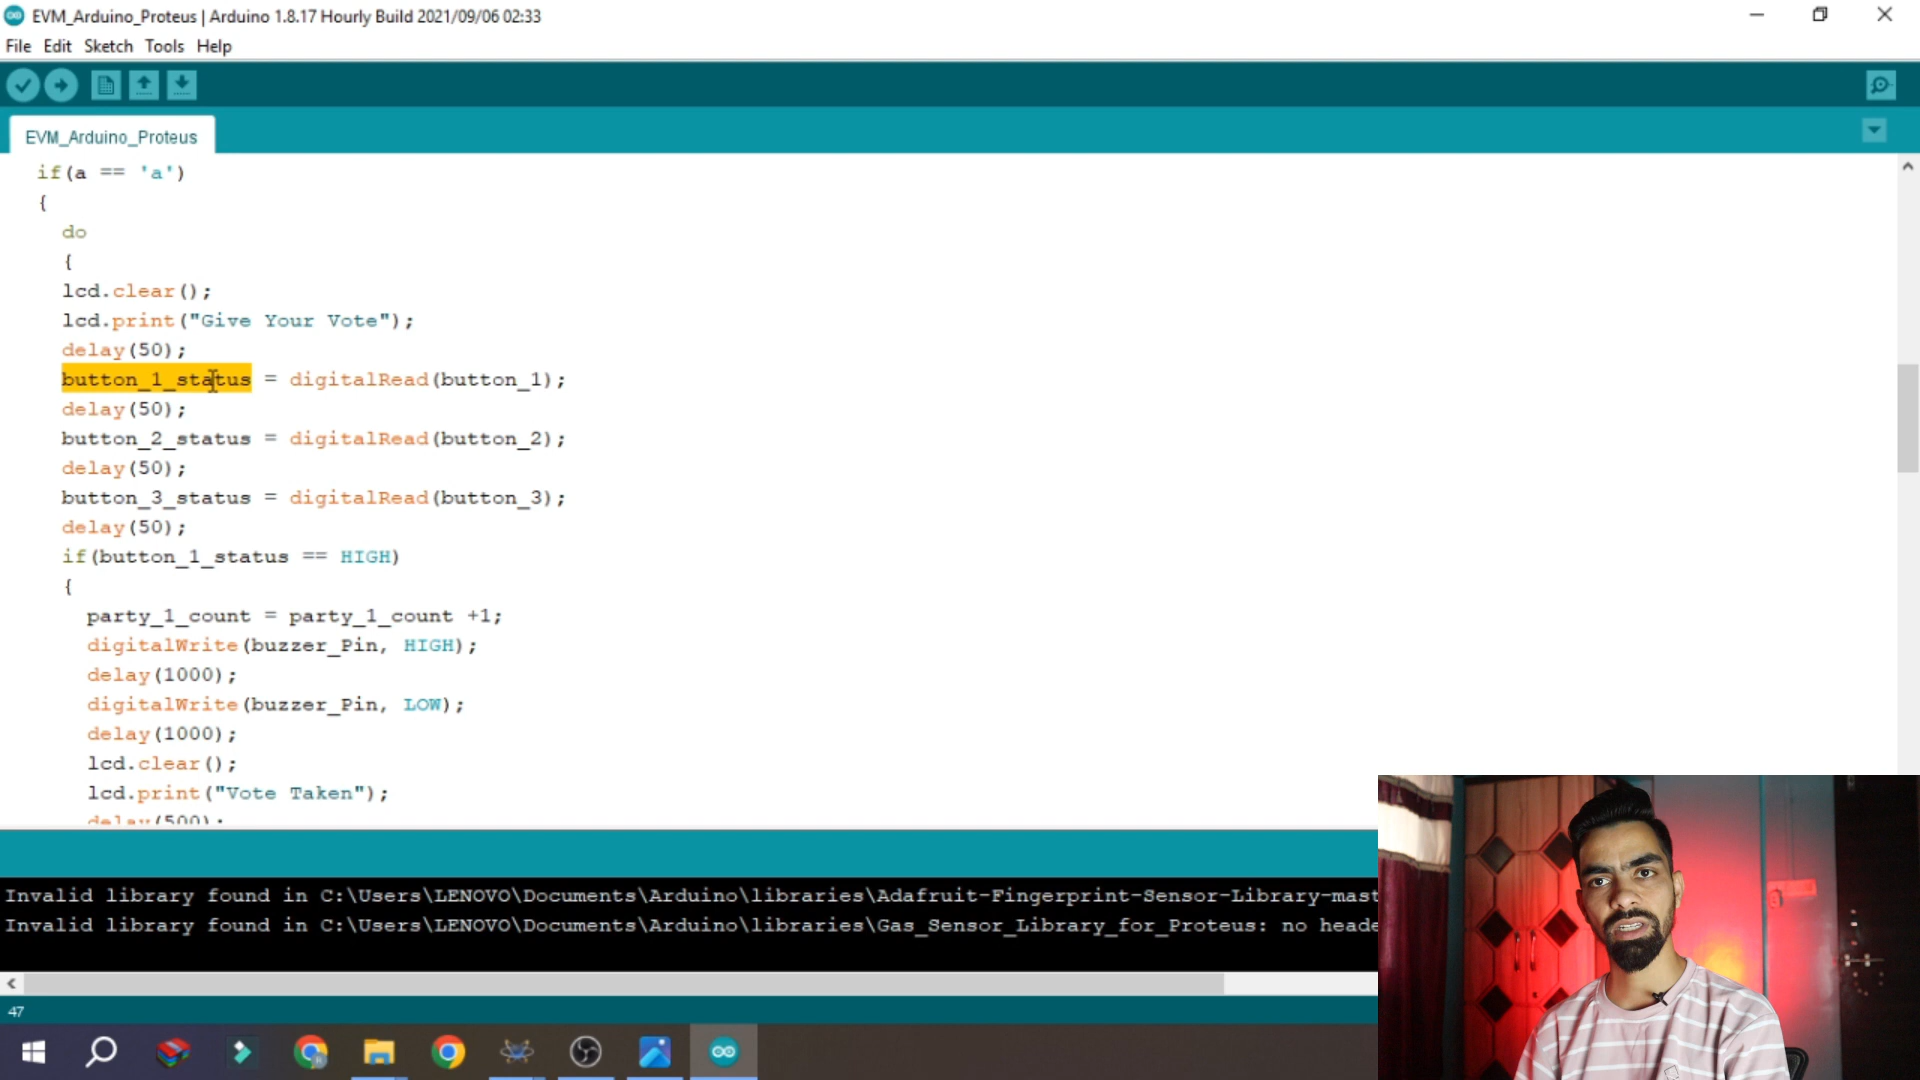 EVM_Arduino_Proteus | Arduino 1.8.17 Hourly Build 2021/09/06 02:33
File Edit Sketch Tools Help
EVM_Arduino_Proteus
if(a == 'a')
{
do
{
lcd.clear();
lcd.print("Give Your Vote");
delay(50);
button_1_status = digitalRead(button_1);
delay(50);
button_2_status = digitalRead(button_2);
delay(50);
button_3_status = digitalRead(button_3);
delay(50);
if(button_1_status == HIGH)
{
party_1_count = party_1_count +1;
digitalWrite(buzzer_Pin, HIGH);
delay(1000);
digitalWrite(buzzer_Pin, LOW);
delay(1000);
lcd.clear();
lcd.print("Vote Taken");
delay(500);
Invalid library found in C:\Users\LENOVO\Documents\Arduino\libraries\Adafruit-Fingerprint-Sensor-Library-mast
Invalid library found in C:\Users\LENOVO\Documents\Arduino\libraries\Gas_Sensor_Library_for_Proteus: no heade
47